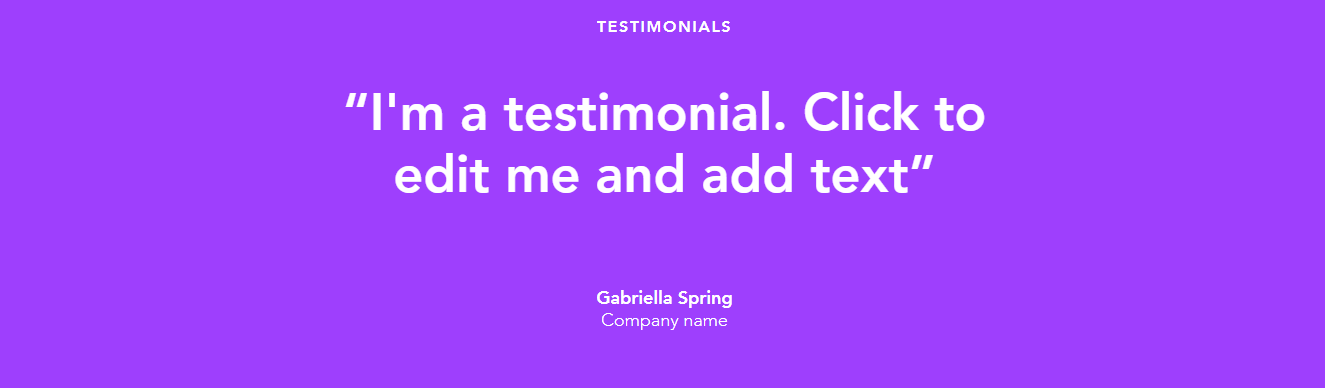 TESTIMONIALS
“I'm a testimonial. Click to
edit me and add text”
Gabriella Spring
Company name